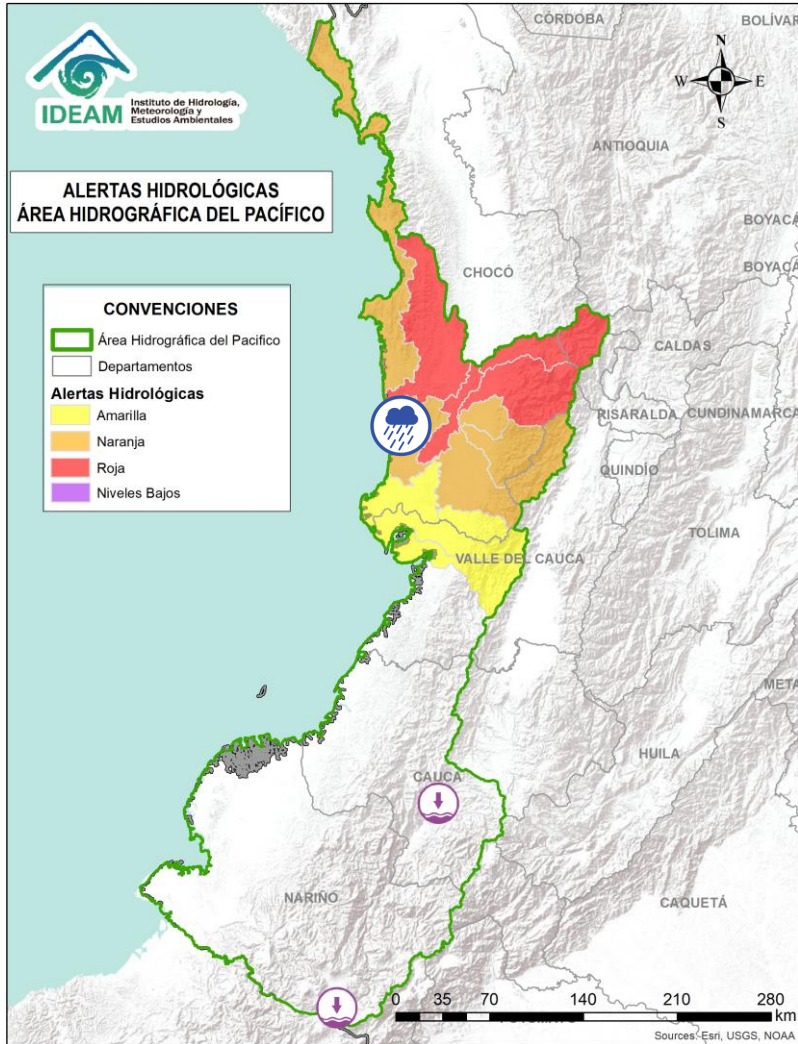 IDEAM
Instituto de Hidrología,
Meteorología y
Estudios Ambientales
ALERTAS HIDROLÓGICAS
ÁREA HIDROGRÁFICA DEL PACÍFICO
CONVENCIONES
Área Hidrográfica del Pacifico
Departamentos
Alertas Hidrológicas
Amarilla
Naranja
Roja
Niveles Bajos
N
W
E
S
CÓRDOBA
BOLÍVAR
ANTIOQUIA
BOYACÁ
BOYACÁ
CHOCÓ
CALDAS
RISARALDA
CUNDINAMARCA
QUINDÍO
TOLIMA
VALLE DEL CAUCA
META
HUILA
CAUCA
NARIÑO
CAQUETÁ
0 35 70 140 210 280
km
Sources: Esri, USGS, NOAA